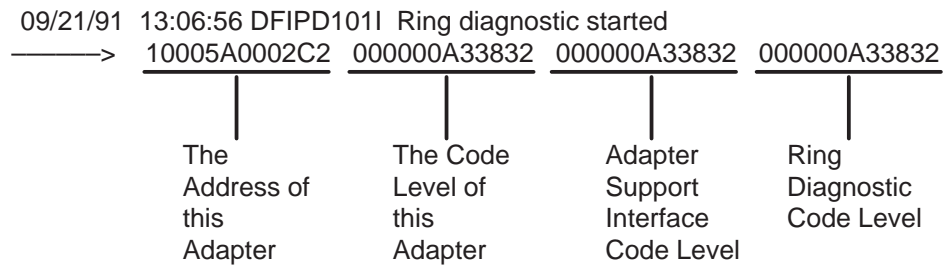 09/21/91 13:06:56 DFIPD101I Ring diagnostic started
———> 10005A0002C2 000000A33832 000000A33832 000000A33832
The Address of this Adapter
The Code Level of this Adapter
Adapter Support Interface Code Level
Ring Diagnostic Code Level